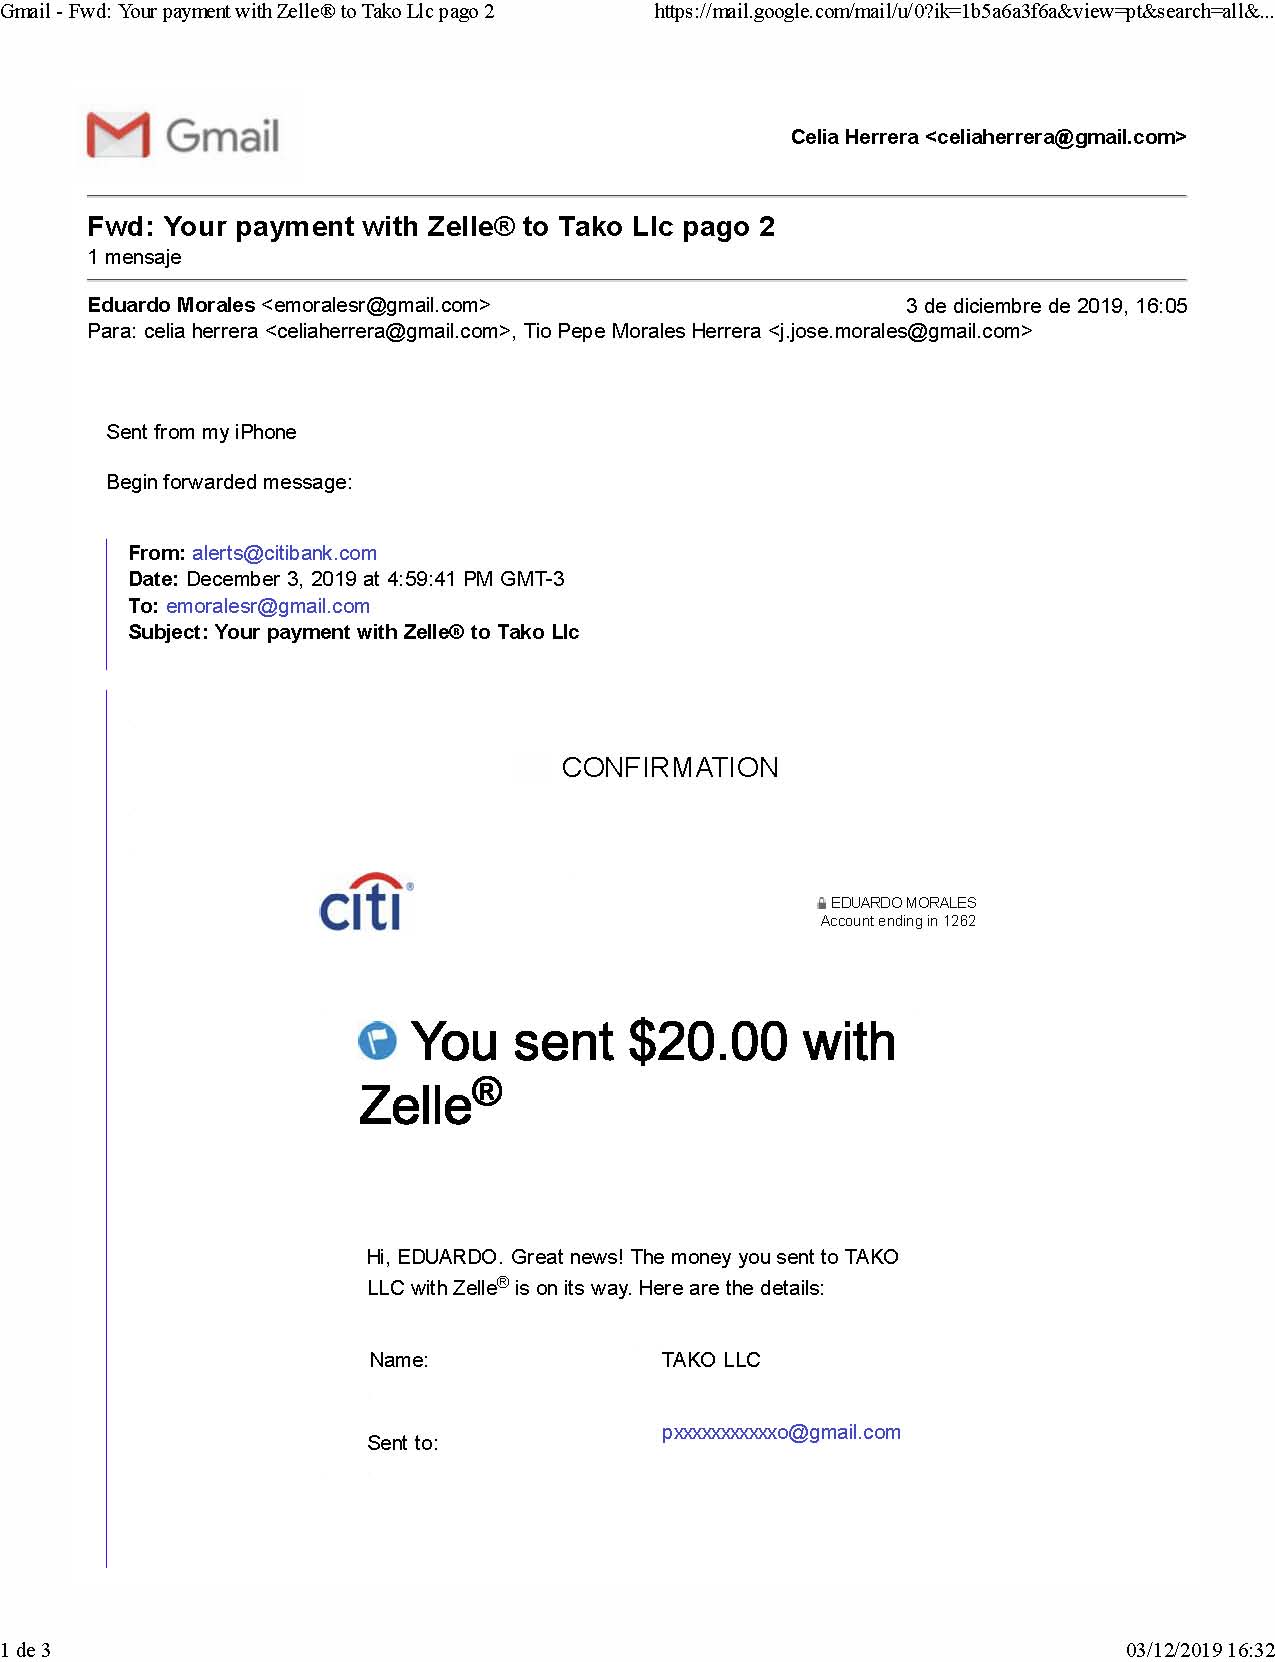 Gmail - Fwd: Your payment with Zelle® to Tako Llc pago 2 https://mail.google.com/mail/u/0?ik=1b5a6a3f6a&view=pt&search=all&...
Gmail Celia Herrera <celiaherrera@gmail.com>
Fwd: Your payment with Zelle® to Tako Llc pago 2
1 mensaje
Eduardo Morales <emoralesr@gmail.com> 3 de diciembre de 2019, 16:05
Para: celia herrera <celiaherrera@gmail.com>, Tio Pepe Morales Herrera <j.jose.morales@gmail.com>
Sent from my iPhone
Begin forwarded message:
From: alerts@citibank.com
Date: December 3, 2019 at 4:59:41 PM GMT-3
To: emoralesr@gmail.com
Subject: Your payment with Zelle® to Tako Llc
CONFIRMATION
citi® EDUARDO MORALES
Account ending in 1262
You sent $20.00 with
Zelle®
Hi, EDUARDO. Great news! The money you sent to TAKO
LLC with Zelle® is on its way. Here are the details:
Name: TAKO LLC
Sent to: pxxxxxxxxxxxo@gmail.com
1 de 3 03/12/2019 16:32